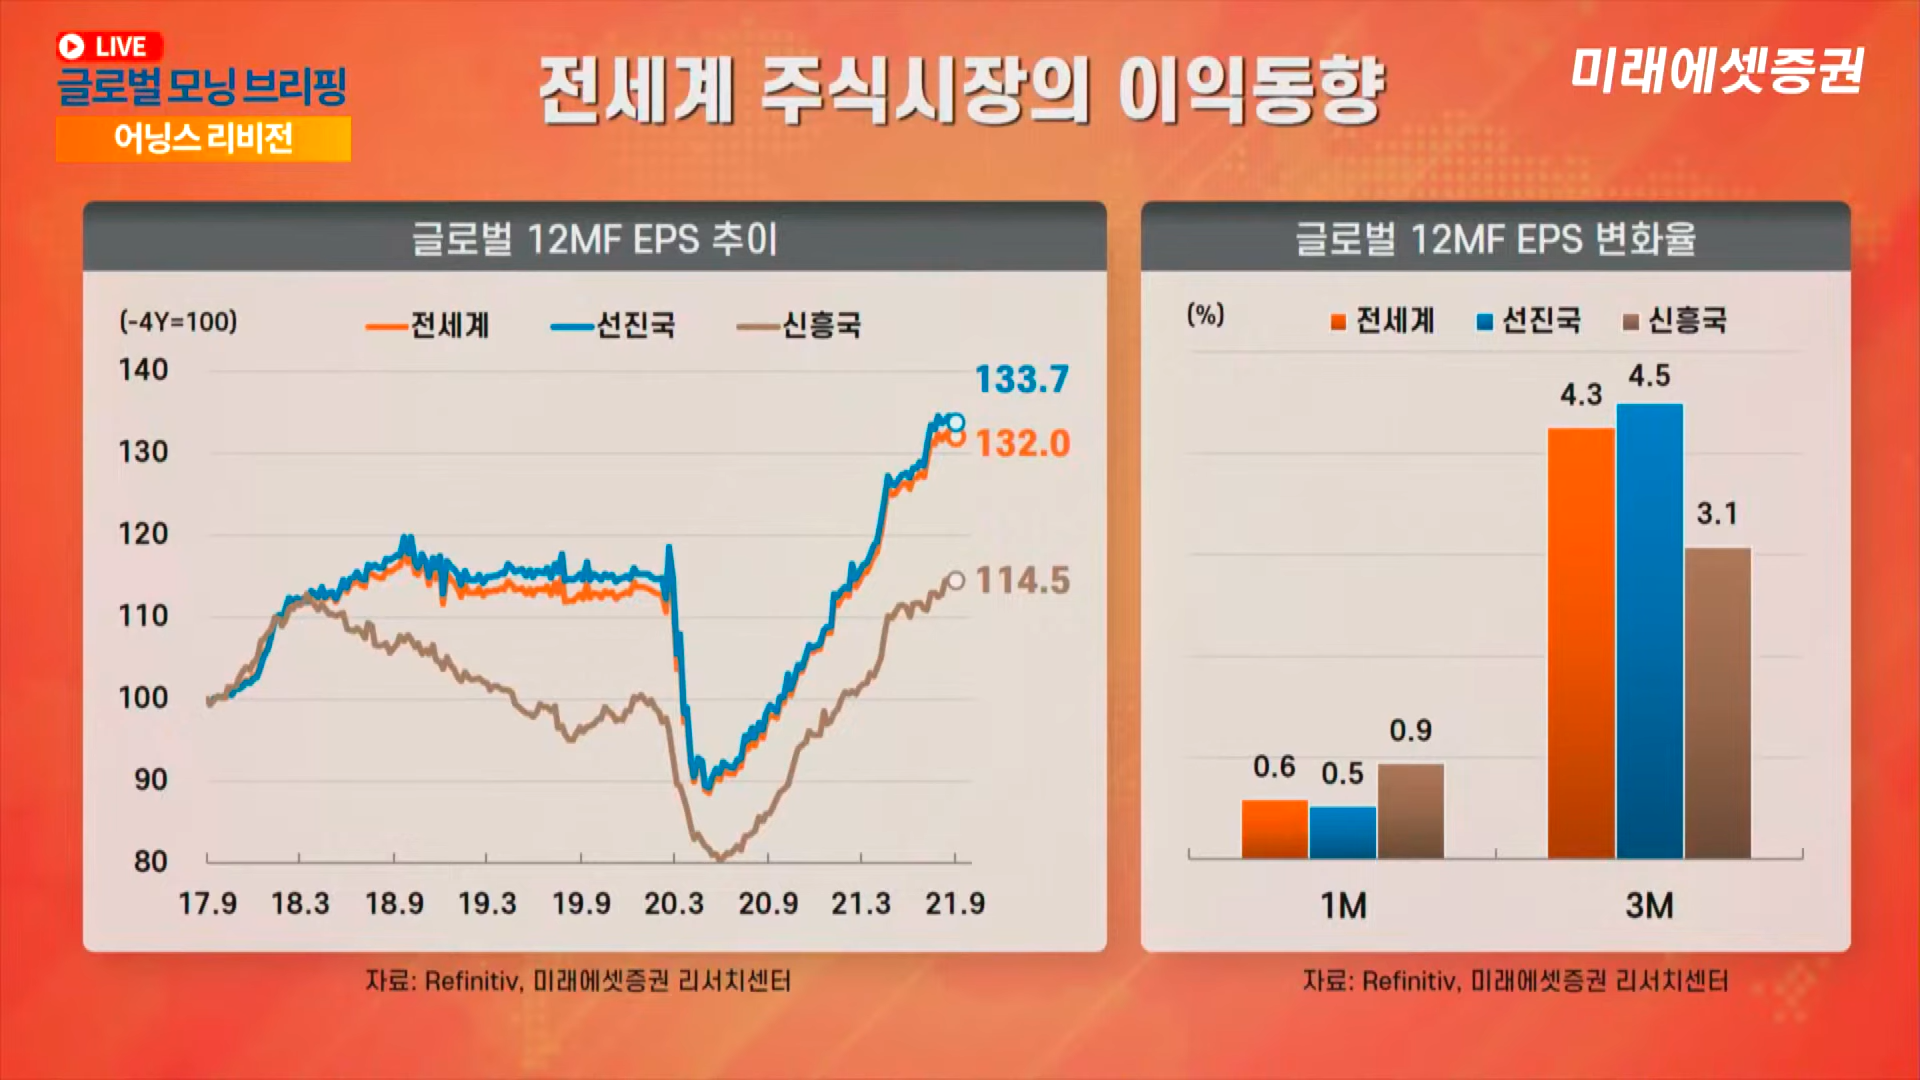 LIVE
글로벌 모닝 브리핑
어닝스 리비전
전세계 주식시장의 이익동향
미래에셋증권
글로벌 12MF EPS 추이
(-4Y=100)
전세계 선진국 신흥국
140
130
120
110
100
90
80
133.7
132.0
114.5
17.9 18.3 18.9 19.3 19.9 20.3 20.9 21.3 21.9
자료: Refinitiv, 미래에셋증권 리서치센터
글로벌 12MF EPS 변화율
(%)
전세계 선진국 신흥국
0.6 0.5 0.9
4.3 4.5 3.1
1M 3M
자료: Refinitiv, 미래에셋증권 리서치센터